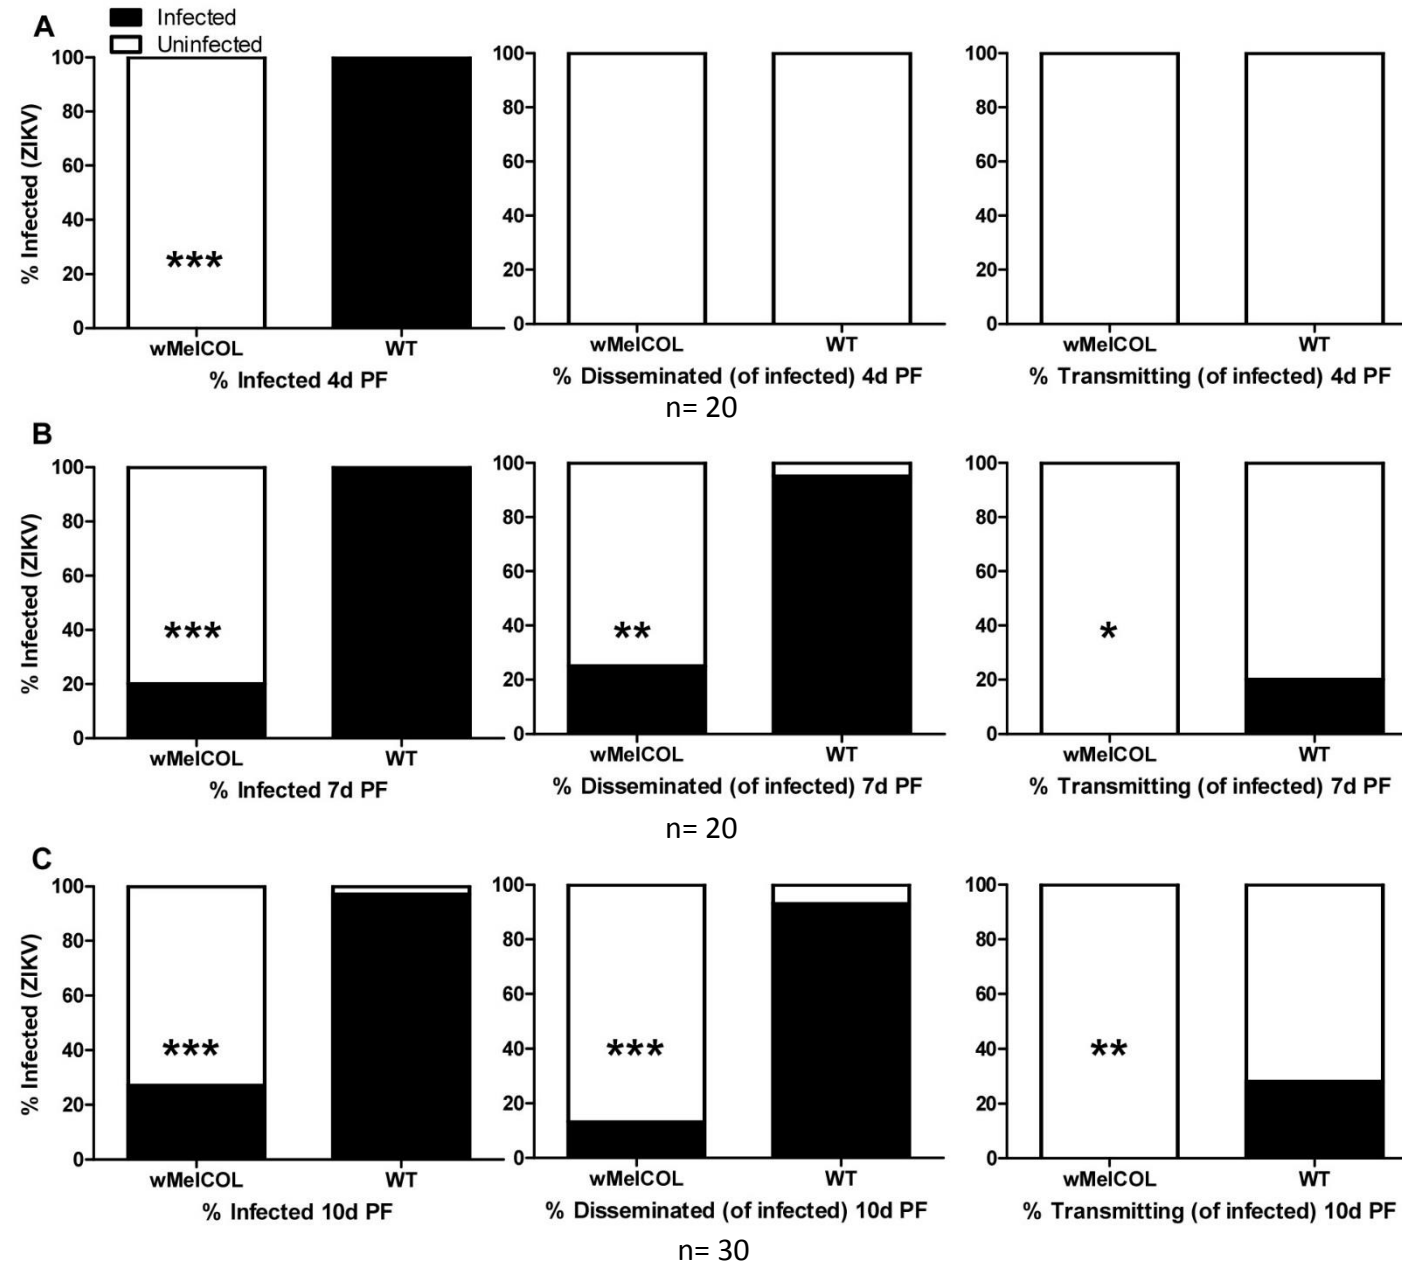 A
Infected
Uninfected
% Infected (ZIKV)
100
80
60
40
20
0
***
wMelCOL
WT
% Infected 4d PF
100
80
60
40
20
0
wMelCOL
WT
% Disseminated (of infected) 4d PF
100
80
60
40
20
0
wMelCOL
WT
% Transmitting (of infected) 4d PF
n= 20
B
% Infected (ZIKV)
100
80
60
40
20
0
***
wMelCOL
WT
% Infected 7d PF
100
80
60
40
20
0
**
wMelCOL
WT
% Disseminated (of infected) 7d PF
100
80
60
40
20
0
*
wMelCOL
WT
% Transmitting (of infected) 7d PF
n= 20
C
% Infected (ZIKV)
100
80
60
40
20
0
***
wMelCOL
WT
% Infected 10d PF
100
80
60
40
20
0
***
wMelCOL
WT
% Disseminated (of infected) 10d PF
100
80
60
40
20
0
**
wMelCOL
WT
% Transmitting (of infected) 10d PF
n= 30